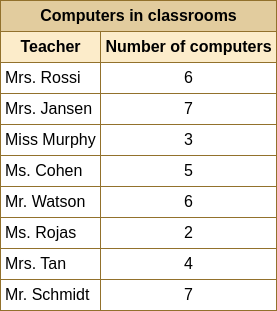 Computers in classrooms
Teacher Number of computers
Mrs. Rossi 6
Mrs. Jansen 7
Miss Murphy 3
Ms. Cohen 5
Mr. Watson 6
Ms. Rojas 2
Mrs. Tan 4
Mr. Schmidt 7